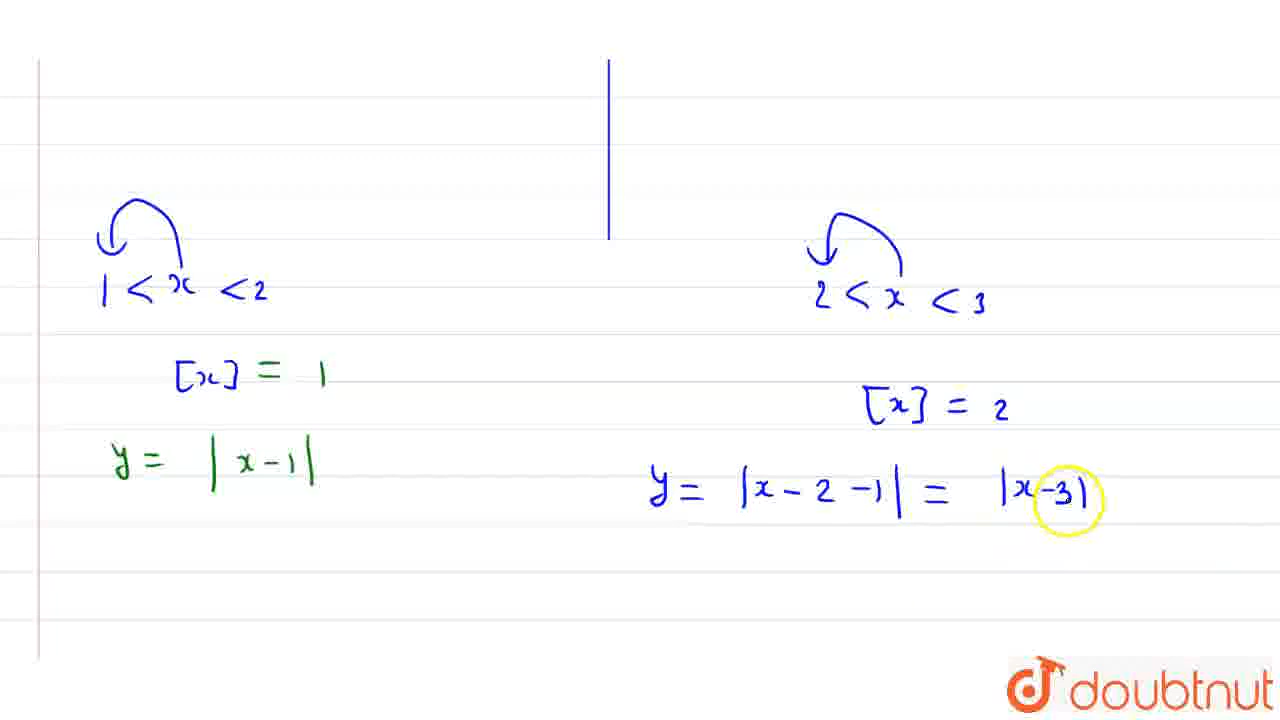 1 < x < 2
[x] = 1
y = |x-1|
2 < x < 3
[x] = 2
y = |x - 2 - 1| = |x-3|
doubtnut